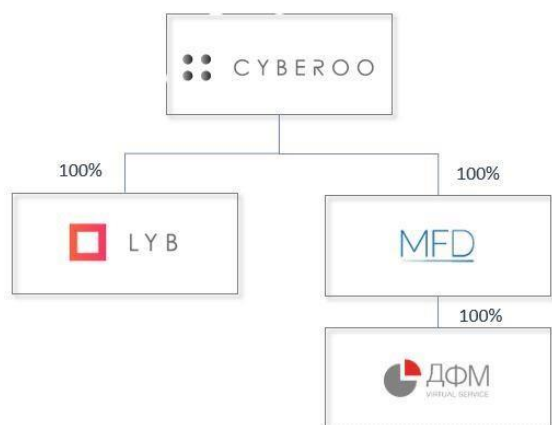 CYBEROO
100%
100%
LYB
MFD
100%
ДФМ
VIRTUAL SERVICE